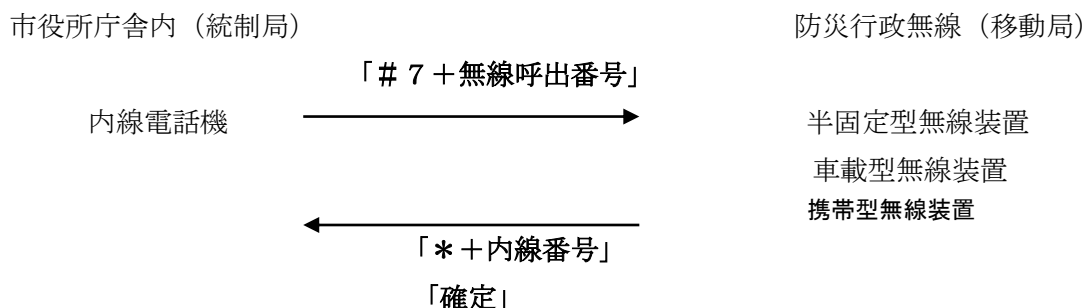 市役所庁舎内（統制局）
防災行政無線（移動局）
「＃７＋無線呼出番号」
内線電話機
半固定型無線装置
車載型無線装置
携帯型無線装置
「＊＋内線番号」
「確定」